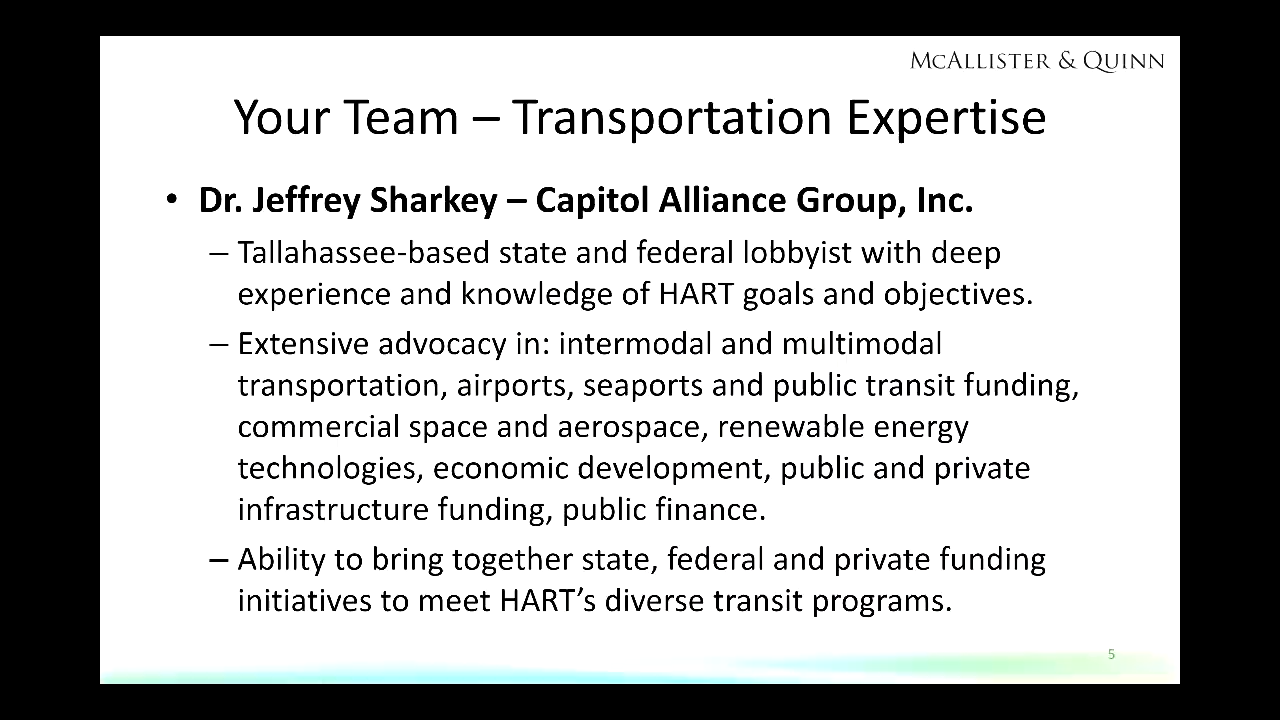 McAllister & Quinn
Your Team – Transportation Expertise
• Dr. Jeffrey Sharkey – Capitol Alliance Group, Inc.
– Tallahassee-based state and federal lobbyist with deep
experience and knowledge of HART goals and objectives.
– Extensive advocacy in: intermodal and multimodal
transportation, airports, seaports and public transit funding,
commercial space and aerospace, renewable energy
technologies, economic development, public and private
infrastructure funding, public finance.
– Ability to bring together state, federal and private funding
initiatives to meet HART’s diverse transit programs.
5